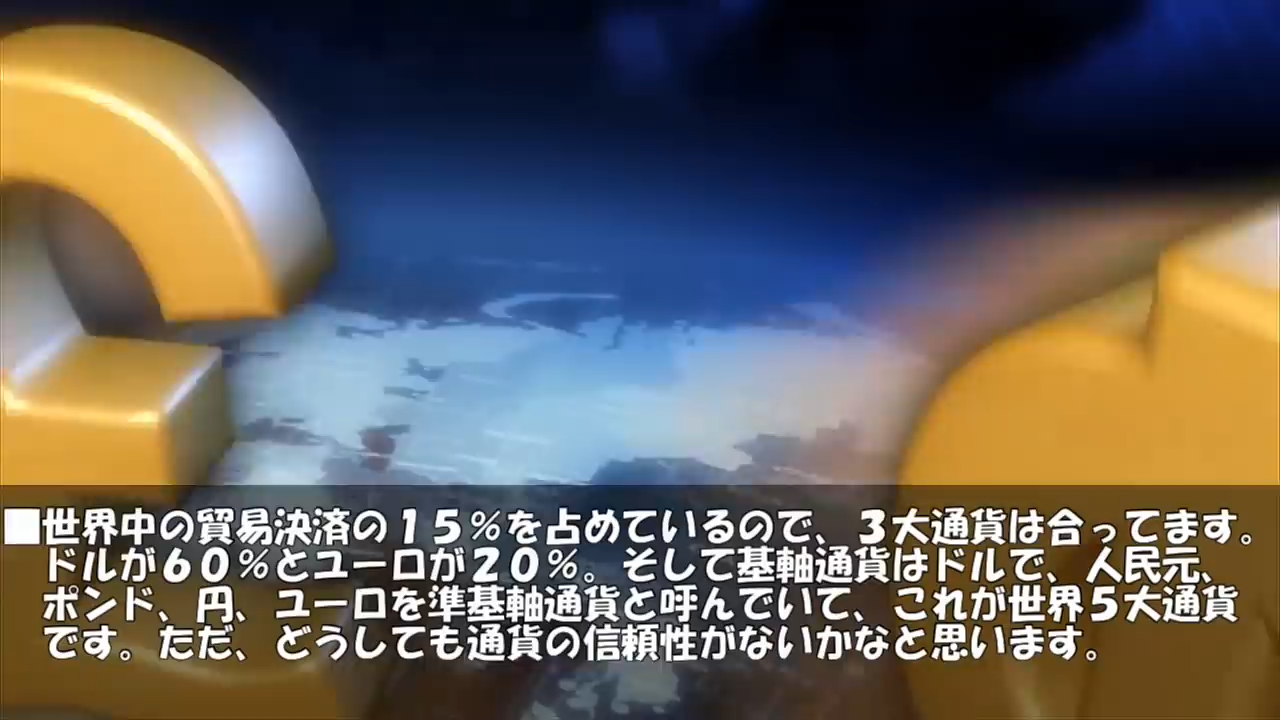 ■世界中の貿易決済の１５％を占めているので、３大通貨は合ってます。
ドルが６０％とユーロが２０％。そして基軸通貨はドルで、人民元、
ポンド、円、ユーロを準基軸通貨と呼んでいて、これが世界５大通貨
です。ただ、どうしても通貨の信頼性がないかなと思います。